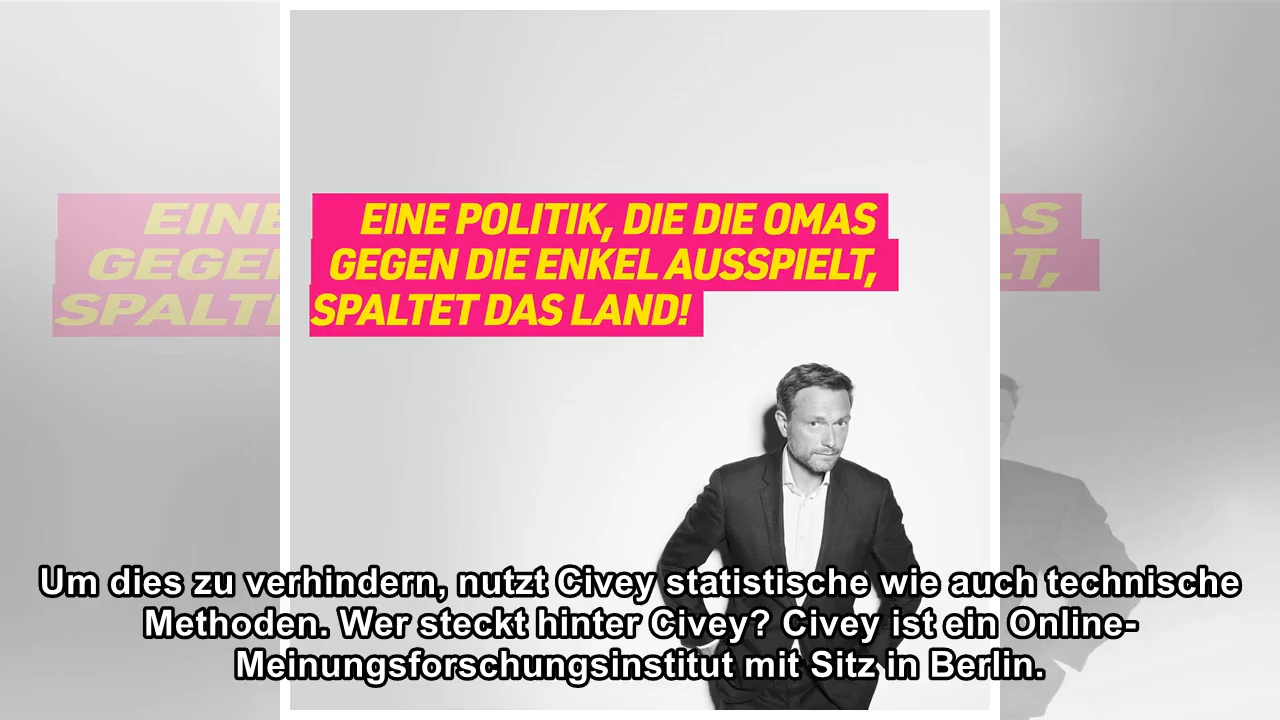 EINE POLITIK, DIE DIE OMAS
GEGEN DIE ENKEL AUSSPIELT,
SPALTET DAS LAND!
Um dies zu verhindern, nutzt Civey statistische wie auch technische
Methoden. Wer steckt hinter Civey? Civey ist ein Online-
Meinungsforschungsinstitut mit Sitz in Berlin.